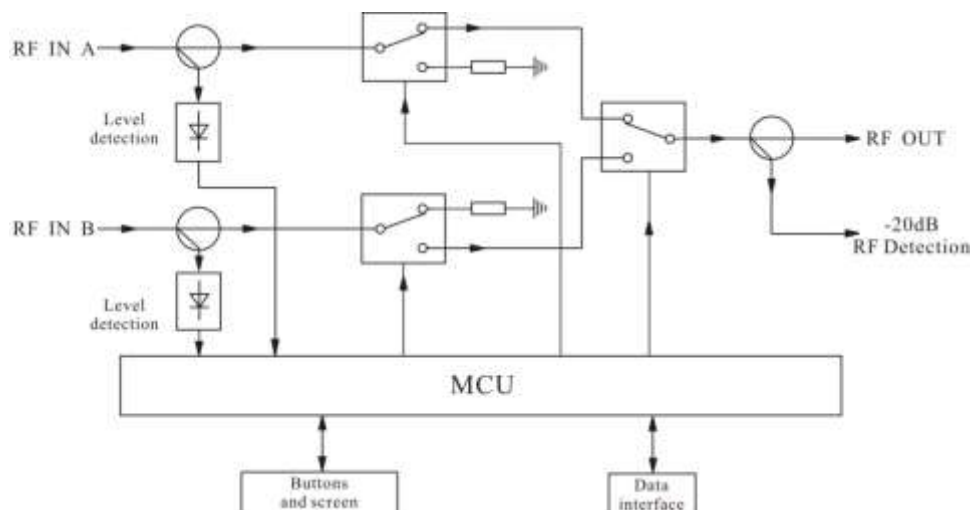 RF IN A
Level
detection
RF OUT
RF IN B
-20dB
RF Detection
Level
detection
MCU
Buttons
and screen
Data
interface